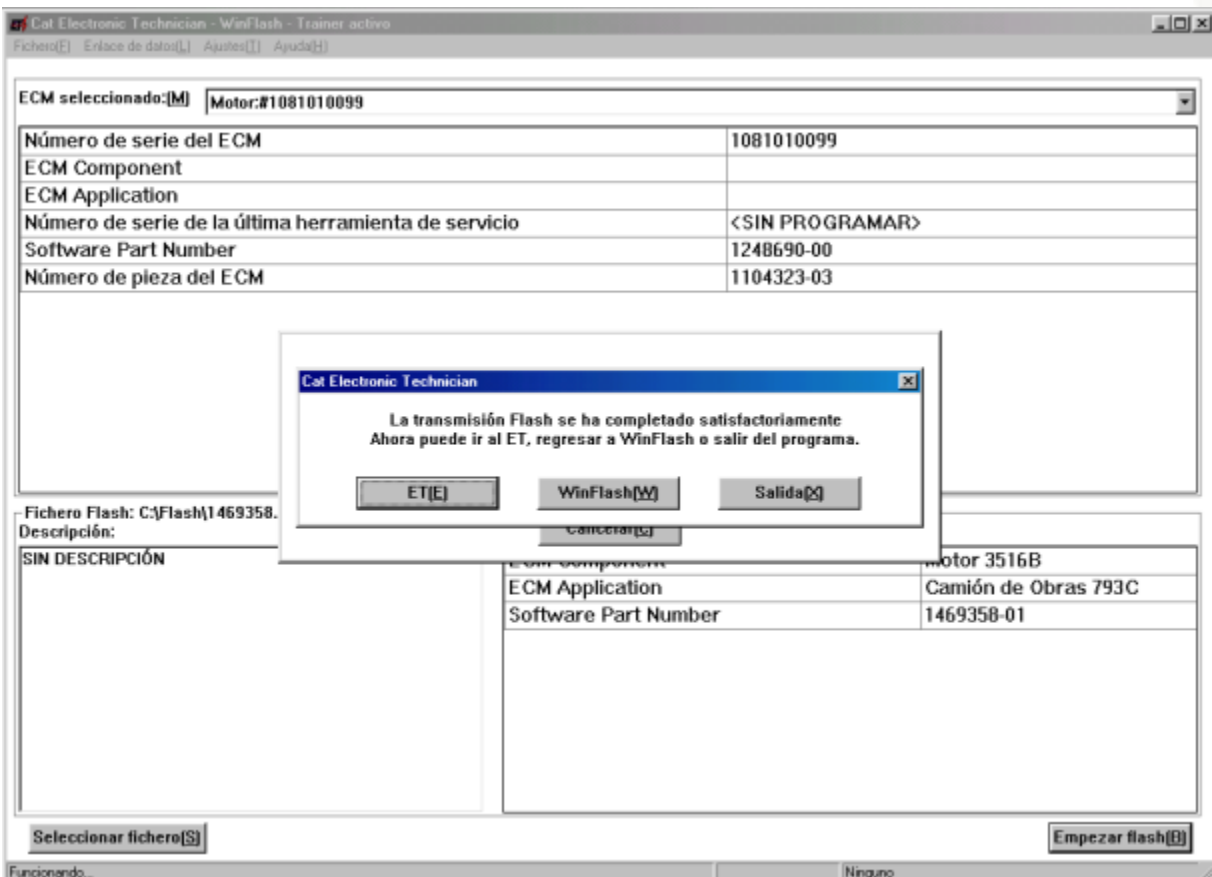 Cat Electronic Technician - WinFlash - Trainer activo
Fichero(F) Enlace de datos(L) Ajustes(T) Ayuda(H)
ECM seleccionado:(M) Motor:#1081010099
Número de serie del ECM 1081010099
ECM Component
ECM Application
Número de serie de la última herramienta de servicio <SIN PROGRAMAR>
Software Part Number 1248690-00
Número de pieza del ECM 1104323-03
Cat Electronic Technician
La transmisión Flash se ha completado satisfactoriamente
Ahora puede ir al ET, regresar a WinFlash o salir del programa.
ET(E) WinFlash(W) Salida(X)
Cancelar(C)
Fichero Flash: C:\Flash\1469358.
Descripción:
SIN DESCRIPCIÓN
ECM Component Motor 3516B
ECM Application Camión de Obras 793C
Software Part Number 1469358-01
Seleccionar fichero(S) Empezar flash(B)
Funcionando... Ninguno